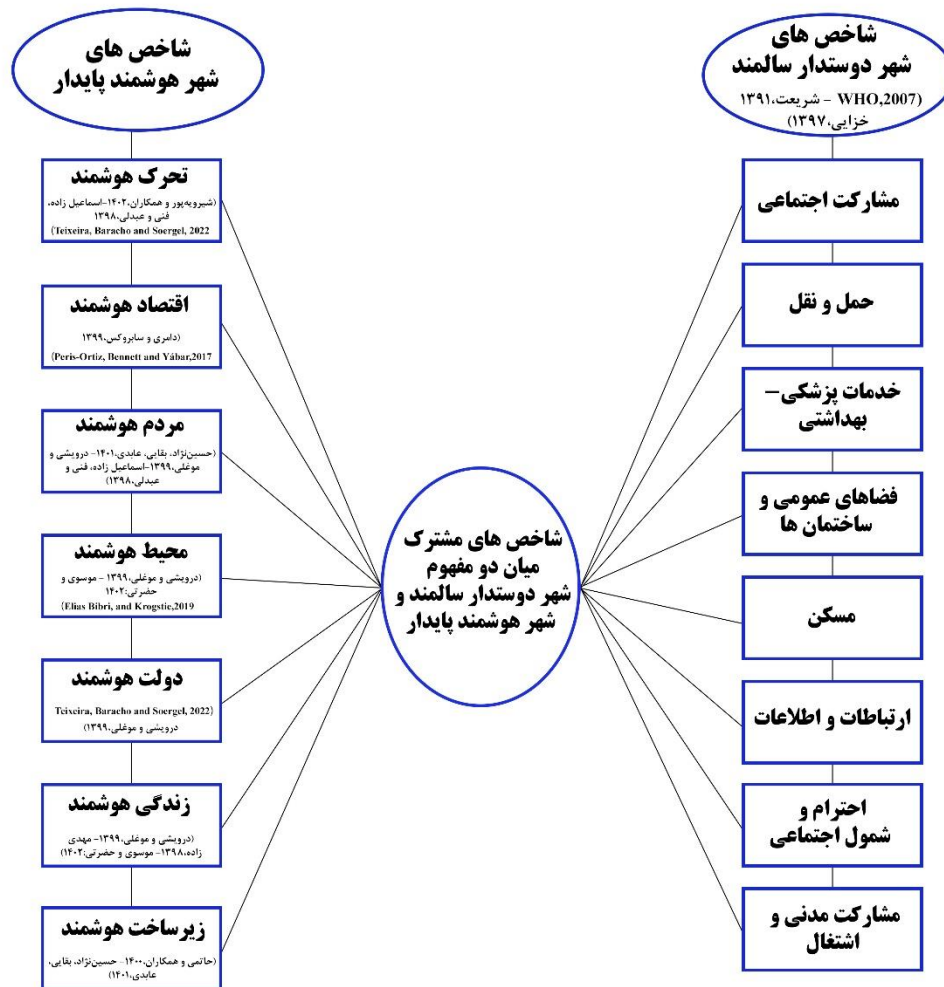 شاخص های
شهر دوستدار سالمند
(WHO,2007 - شریعت،۱۳۹۱
خزایی،۱۳۹۷)
مشارکت اجتماعی
حمل و نقل
خدمات پزشکی–
بهداشتی
فضاهای عمومی و
ساختمان ها
مسکن
ارتباطات و اطلاعات
احترام و
شمول اجتماعی
مشارکت مدنی و
اشتغال
شاخص های مشترک
میان دو مفهوم
شهر دوستدار سالمند و
شهر هوشمند پایدار
شاخص های
شهر هوشمند پایدار
تحرک هوشمند
(شیرویه‌پور و همکاران،۱۴۰۲-اسماعیل زاده،
فنی و عبدلی،۱۳۹۸
(Teixeira, Baracho and Soergel, 2022
اقتصاد هوشمند
(دامری و سابروکس،۱۳۹۹
(Peris-Ortiz, Bennett and Yábar,2017
مردم هوشمند
(حسین‌نژاد، بقایی، عابدی،۱۴۰۱- درویشی و
موغلی،۱۳۹۹-اسماعیل زاده، فنی و
عبدلی،۱۳۹۸)
محیط هوشمند
(درویشی و موغلی،۱۳۹۹ - موسوی و
حضرتی:۱۴۰۲
(Elias Bibri, and Krogstie,2019
دولت هوشمند
Teixeira, Baracho and Soergel, 2022)
درویشی و موغلی،۱۳۹۹)
زندگی هوشمند
(درویشی و موغلی،۱۳۹۹- مهدی
زاده،۱۳۹۸- موسوی و حضرتی:۱۴۰۲)
زیرساخت هوشمند
(حاتمی و همکاران،۱۴۰۰- حسین‌نژاد، بقایی،
عابدی،۱۴۰۱)